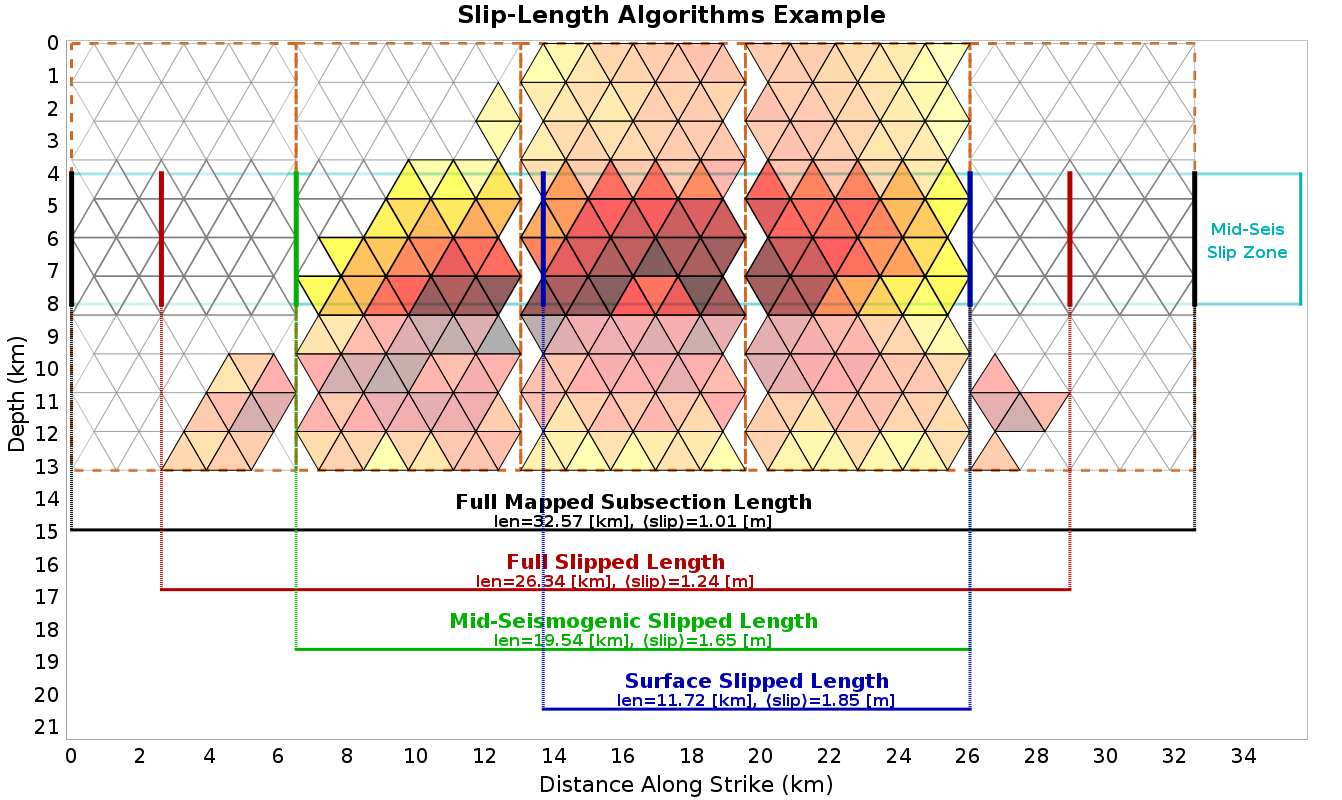 Slip-Length Algorithms Example
0
1
2
3
4
5
6
7
8
9
10
11
12
13
14
15
16
17
18
19
20
21
Depth (km)
Mid-Seis
Slip Zone
Full Mapped Subsection Length
len=32.57 [km], ⟨slip⟩=1.01 [m]
Full Slipped Length
len=26.34 [km], ⟨slip⟩=1.24 [m]
Mid-Seismogenic Slipped Length
len=19.54 [km], ⟨slip⟩=1.65 [m]
Surface Slipped Length
len=11.72 [km], ⟨slip⟩=1.85 [m]
0 2 4 6 8 10 12 14 16 18 20 22 24 26 28 30 32 34
Distance Along Strike (km)